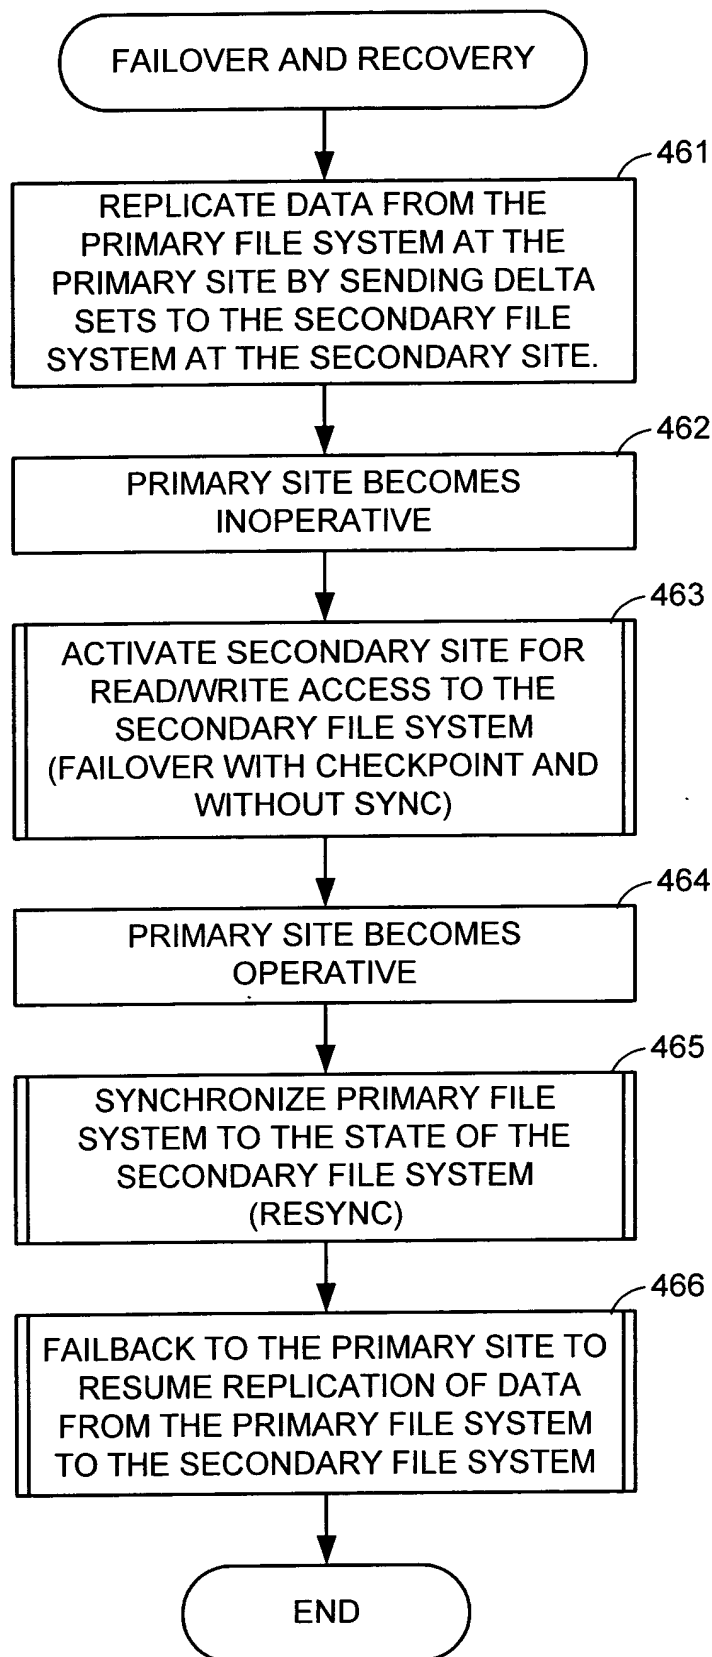 FAILOVER AND RECOVERY
461
REPLICATE DATA FROM THE
PRIMARY FILE SYSTEM AT THE
PRIMARY SITE BY SENDING DELTA
SETS TO THE SECONDARY FILE
SYSTEM AT THE SECONDARY SITE.
462
PRIMARY SITE BECOMES
INOPERATIVE
463
ACTIVATE SECONDARY SITE FOR
READ/WRITE ACCESS TO THE
SECONDARY FILE SYSTEM
(FAILOVER WITH CHECKPOINT AND
WITHOUT SYNC)
464
PRIMARY SITE BECOMES
OPERATIVE
465
SYNCHRONIZE PRIMARY FILE
SYSTEM TO THE STATE OF THE
SECONDARY FILE SYSTEM
(RESYNC)
466
FAILBACK TO THE PRIMARY SITE TO
RESUME REPLICATION OF DATA
FROM THE PRIMARY FILE SYSTEM
TO THE SECONDARY FILE SYSTEM
END